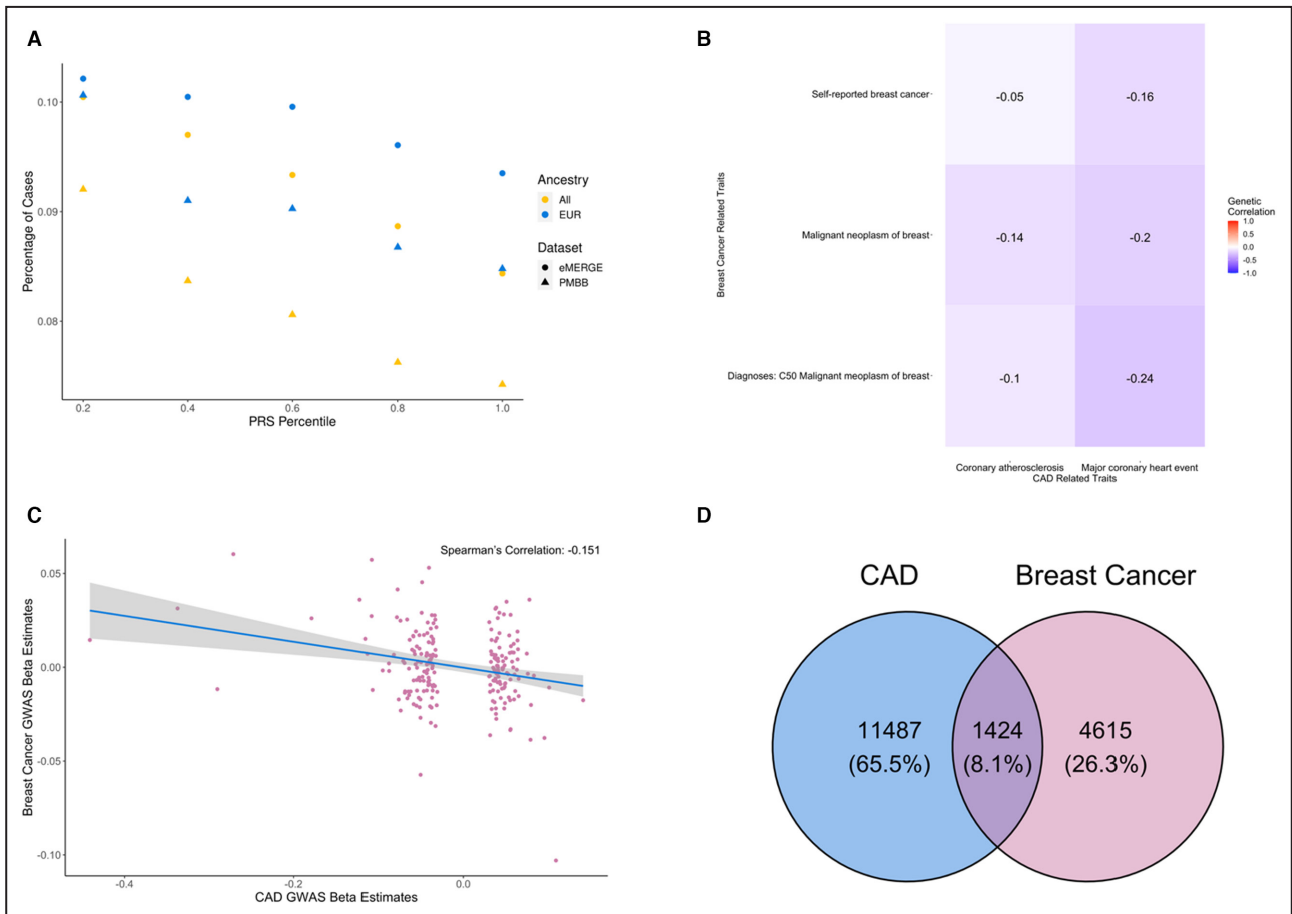 A
0.10
0.09
0.08
Percentage of Cases
0.2 0.4 0.6 0.8 1.0
PRS Percentile
Ancestry
All
EUR
Dataset
eMERGE
PMBB
B
Breast Cancer Related Traits
Self-reported breast cancer
-0.05 -0.16
Malignant neoplasm of breast
-0.14 -0.2
Diagnoses: C50 Malignant meoplasm of breast
-0.1 -0.24
Coronary atherosclerosis Major coronary heart event
CAD Related Traits
Genetic
Correlation
1.0
0.5
0.0
-0.5
-1.0
C
Spearman's Correlation: -0.151
0.05
0.00
-0.05
-0.10
Breast Cancer GWAS Beta Estimates
-0.4 -0.2 0.0
CAD GWAS Beta Estimates
D
CAD Breast Cancer
11487 1424 4615
(65.5%) (8.1%) (26.3%)